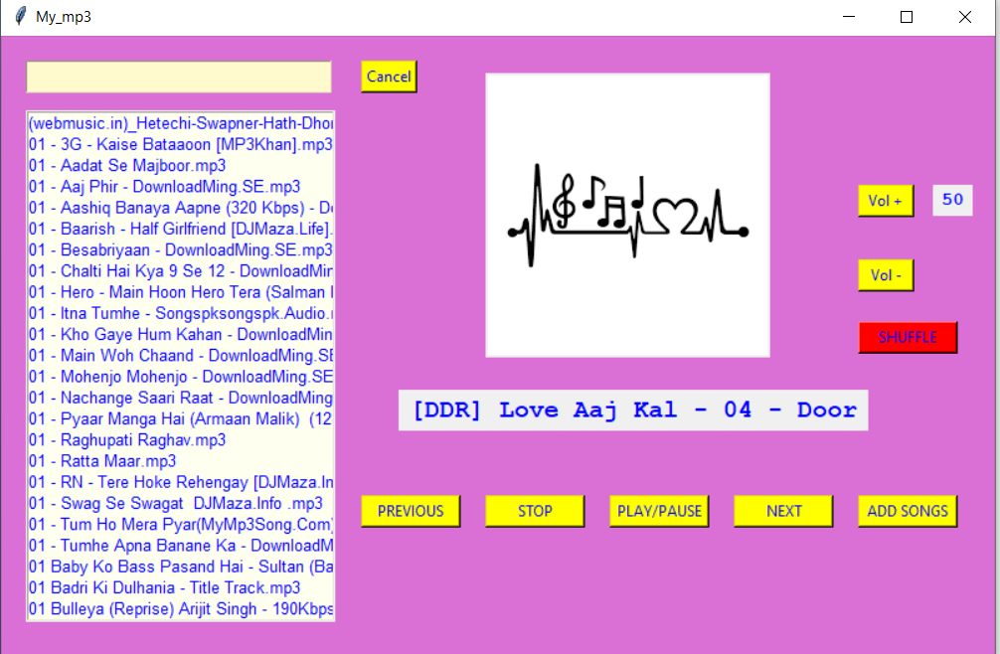 My_mp3
Cancel
(webmusic.in)_Hetechi-Swapner-Hath-Dho
01 - 3G - Kaise Bataaoon [MP3Khan].mp3
01 - Aadat Se Majboor.mp3
01 - Aaj Phir - DownloadMing.SE.mp3
01 - Aashiq Banaya Aapne (320 Kbps) - D
01 - Baarish - Half Girlfriend [DJMaza.Life].
01 - Besabriyaan - DownloadMing.SE.mp3
01 - Chalti Hai Kya 9 Se 12 - DownloadMin
01 - Hero - Main Hoon Hero Tera (Salman
01 - Itna Tumhe - Songspksongspk.Audio.
01 - Kho Gaye Hum Kahan - DownloadMin
01 - Main Woh Chaand - DownloadMing.SE
01 - Mohenjo Mohenjo - DownloadMing.SE
01 - Nachange Saari Raat - DownloadMing
01 - Pyaar Manga Hai (Armaan Malik)  (12
01 - Raghupati Raghav.mp3
01 - Ratta Maar.mp3
01 - RN - Tere Hoke Rehengay [DJMaza.In
01 - Swag Se Swagat  DJMaza.Info .mp3
01 - Tum Ho Mera Pyar(MyMp3Song.Com)
01 - Tumhe Apna Banane Ka - DownloadM
01 Baby Ko Bass Pasand Hai - Sultan (Ba
01 Badri Ki Dulhania - Title Track.mp3
01 Bulleya (Reprise) Arijit Singh - 190Kbps
Vol + 50
Vol -
SHUFFLE
[DDR] Love Aaj Kal - 04 - Door
PREVIOUS STOP PLAY/PAUSE NEXT ADD SONGS